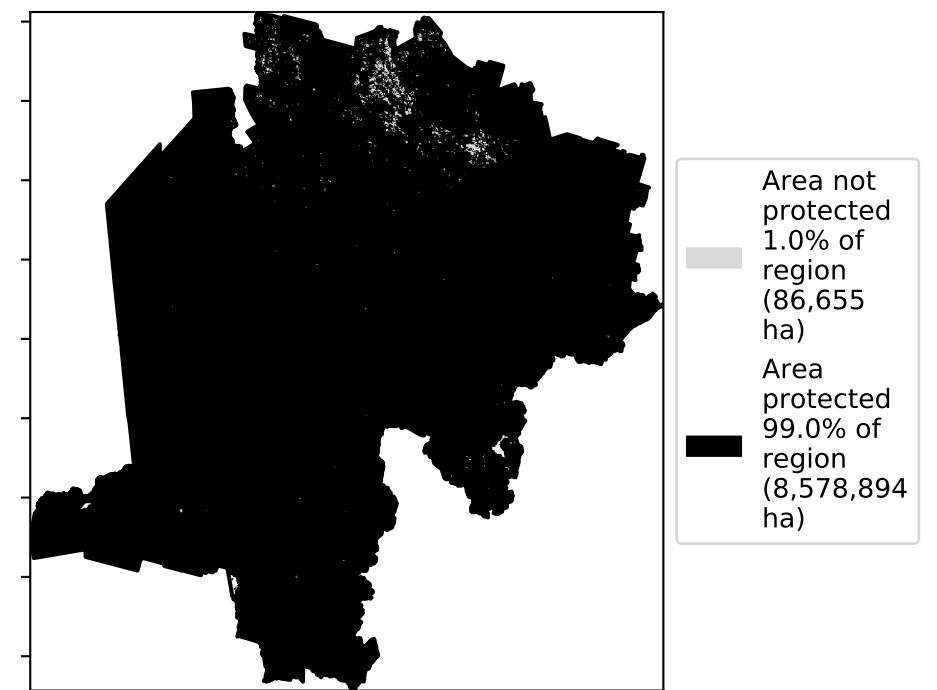 Area not
protected
1.0% of
region
(86,655
ha)
Area
protected
99.0% of
region
(8,578,894
ha)